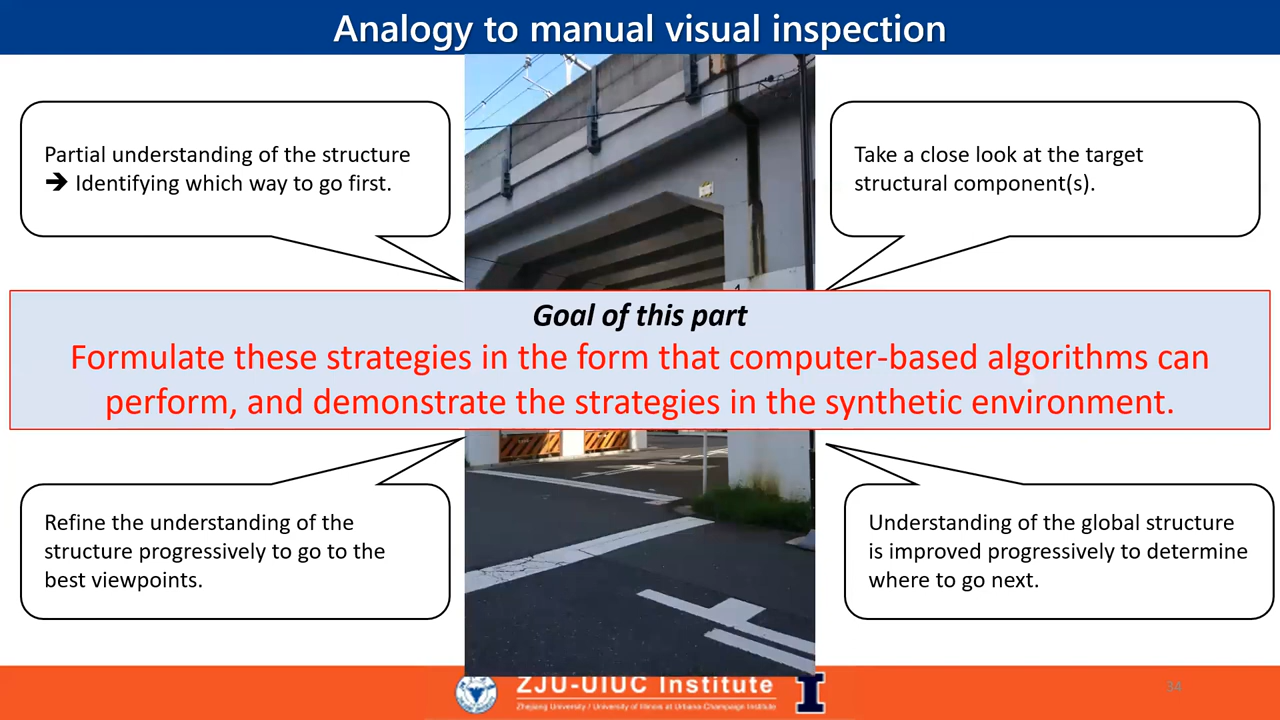 Analogy to manual visual inspection
Partial understanding of the structure
➔ Identifying which way to go first.
Take a close look at the target
structural component(s).
Goal of this part
Formulate these strategies in the form that computer-based algorithms can
perform, and demonstrate the strategies in the synthetic environment.
Refine the understanding of the
structure progressively to go to the
best viewpoints.
Understanding of the global structure
is improved progressively to determine
where to go next.
ZJU-UIUC Institute
Zhejiang University / University of Illinois at Urbana-Champaign Institute
34